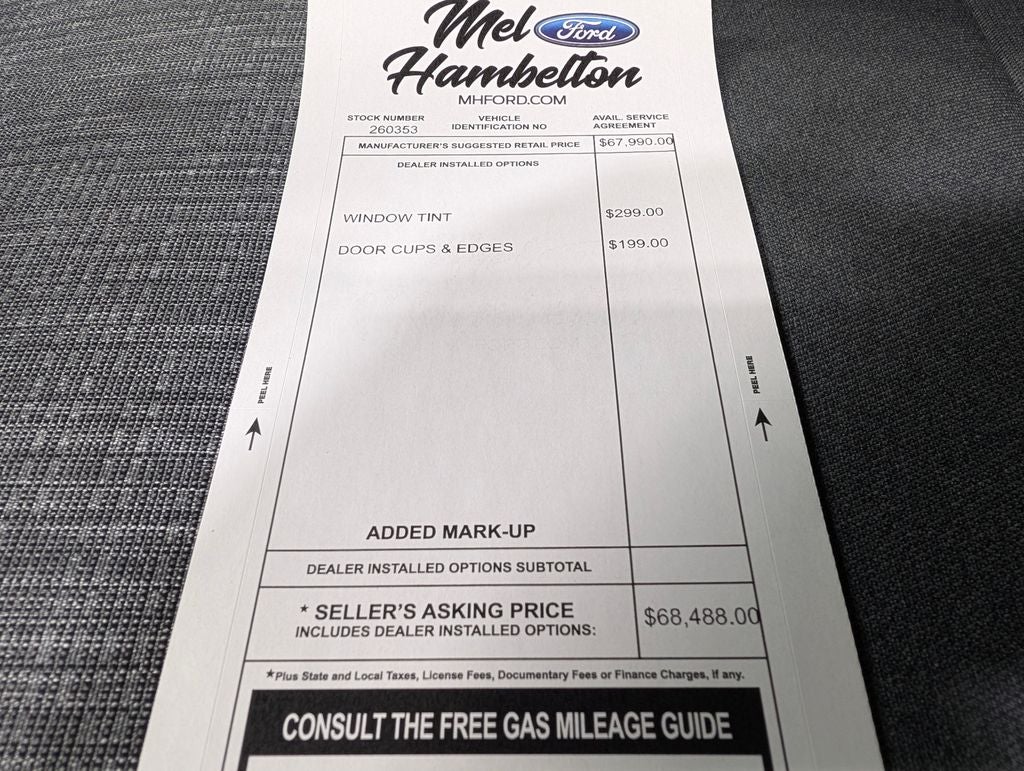 Mel Ford
Hambelton
MHFORD.COM
STOCK NUMBER
260353
VEHICLE
IDENTIFICATION NO
AVAIL. SERVICE
AGREEMENT
MANUFACTURER'S SUGGESTED RETAIL PRICE $67,990.00
DEALER INSTALLED OPTIONS
WINDOW TINT $299.00
DOOR CUPS & EDGES $199.00
PEEL HERE
PEEL HERE
ADDED MARK-UP
DEALER INSTALLED OPTIONS SUBTOTAL
* SELLER'S ASKING PRICE $68,488.00
INCLUDES DEALER INSTALLED OPTIONS:
*Plus State and Local Taxes, License Fees, Documentary Fees or Finance Charges, if any.
CONSULT THE FREE GAS MILEAGE GUIDE